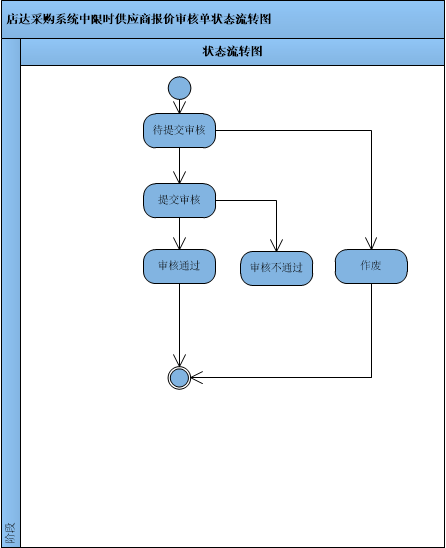 店达采购系统中限时供应商报价审核单状态流转图
状态流转图
待提交审核
提交审核
审核通过
审核不通过
作废
阶段